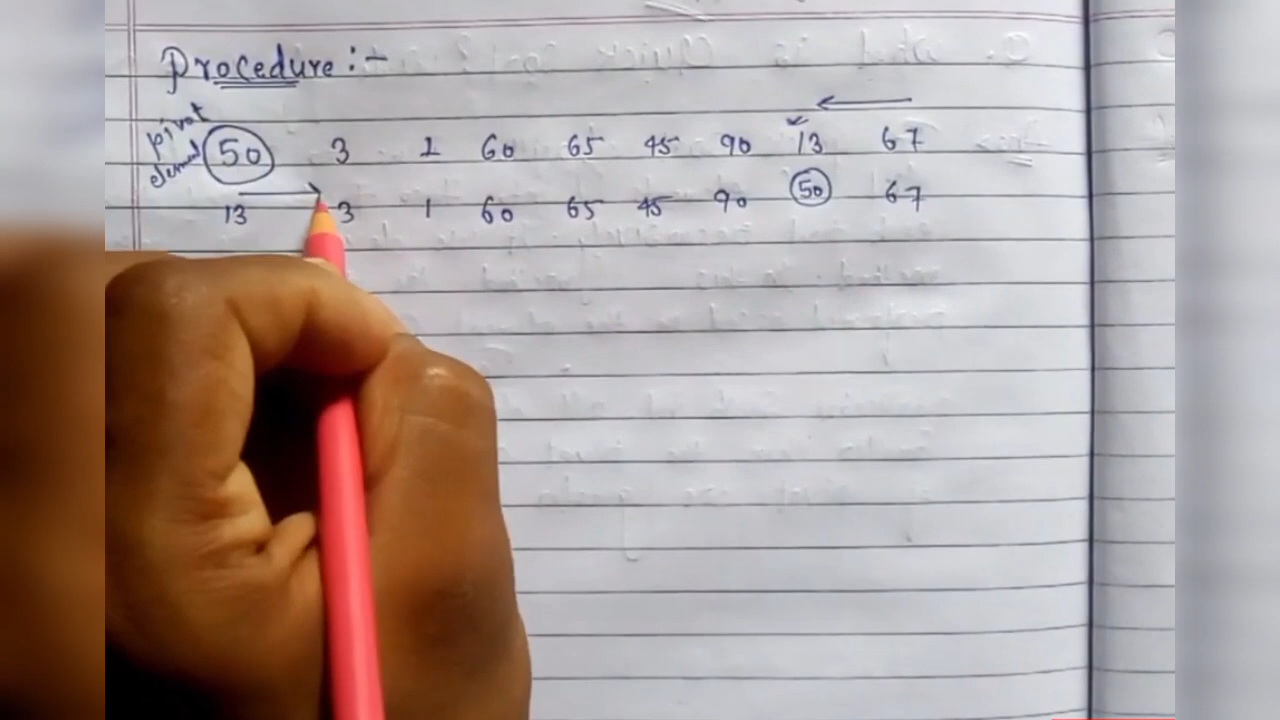 Procedure :-
pivot
element
50 3 1 60 65 45 90 13 67
13 3 1 60 65 45 90 50 67